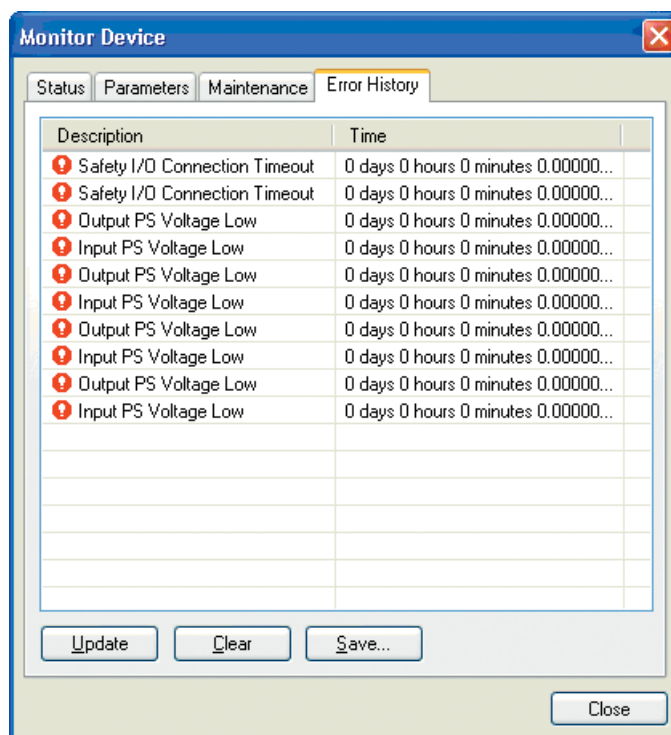 Monitor Device
Status Parameters Maintenance Error History
Description Time
Safety I/O Connection Timeout 0 days 0 hours 0 minutes 0.00000...
Safety I/O Connection Timeout 0 days 0 hours 0 minutes 0.00000...
Output PS Voltage Low 0 days 0 hours 0 minutes 0.00000...
Input PS Voltage Low 0 days 0 hours 0 minutes 0.00000...
Output PS Voltage Low 0 days 0 hours 0 minutes 0.00000...
Input PS Voltage Low 0 days 0 hours 0 minutes 0.00000...
Output PS Voltage Low 0 days 0 hours 0 minutes 0.00000...
Input PS Voltage Low 0 days 0 hours 0 minutes 0.00000...
Output PS Voltage Low 0 days 0 hours 0 minutes 0.00000...
Input PS Voltage Low 0 days 0 hours 0 minutes 0.00000...
Update Clear Save...
Close